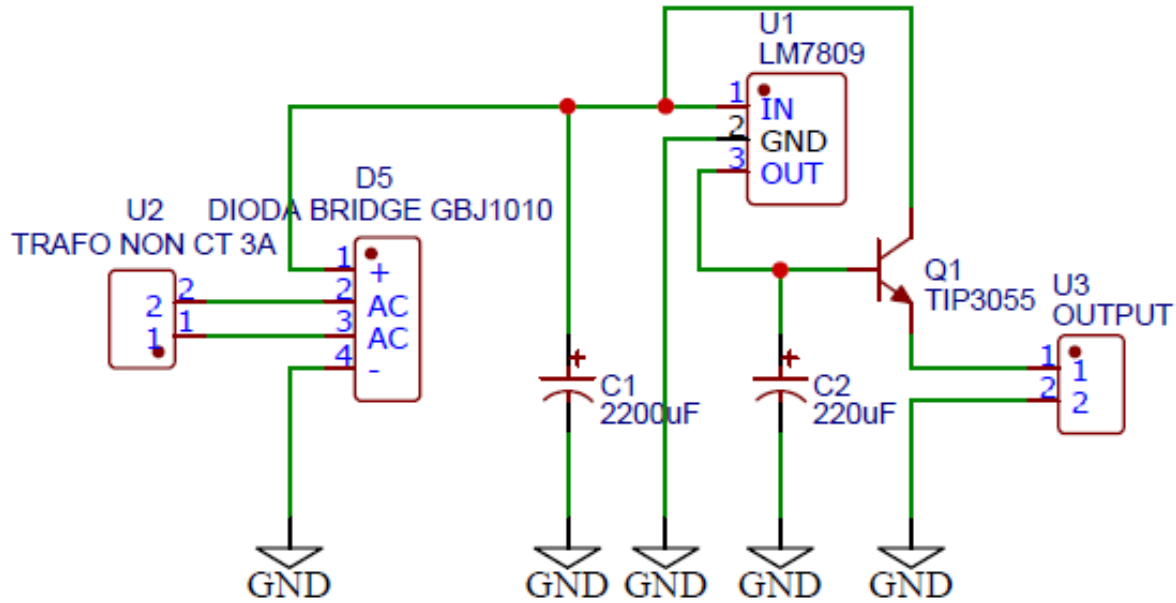 U1
LM7809
1 IN
2 GND
3 OUT
D5
DIODA BRIDGE GBJ1010
U2
TRAFO NON CT 3A
2 2
1 1
1 +
2 AC
3 AC
4 -
+
C1
2200uF
+
C2
220uF
Q1
TIP3055
U3
OUTPUT
1 1
2 2
GND
GND
GND
GND
GND